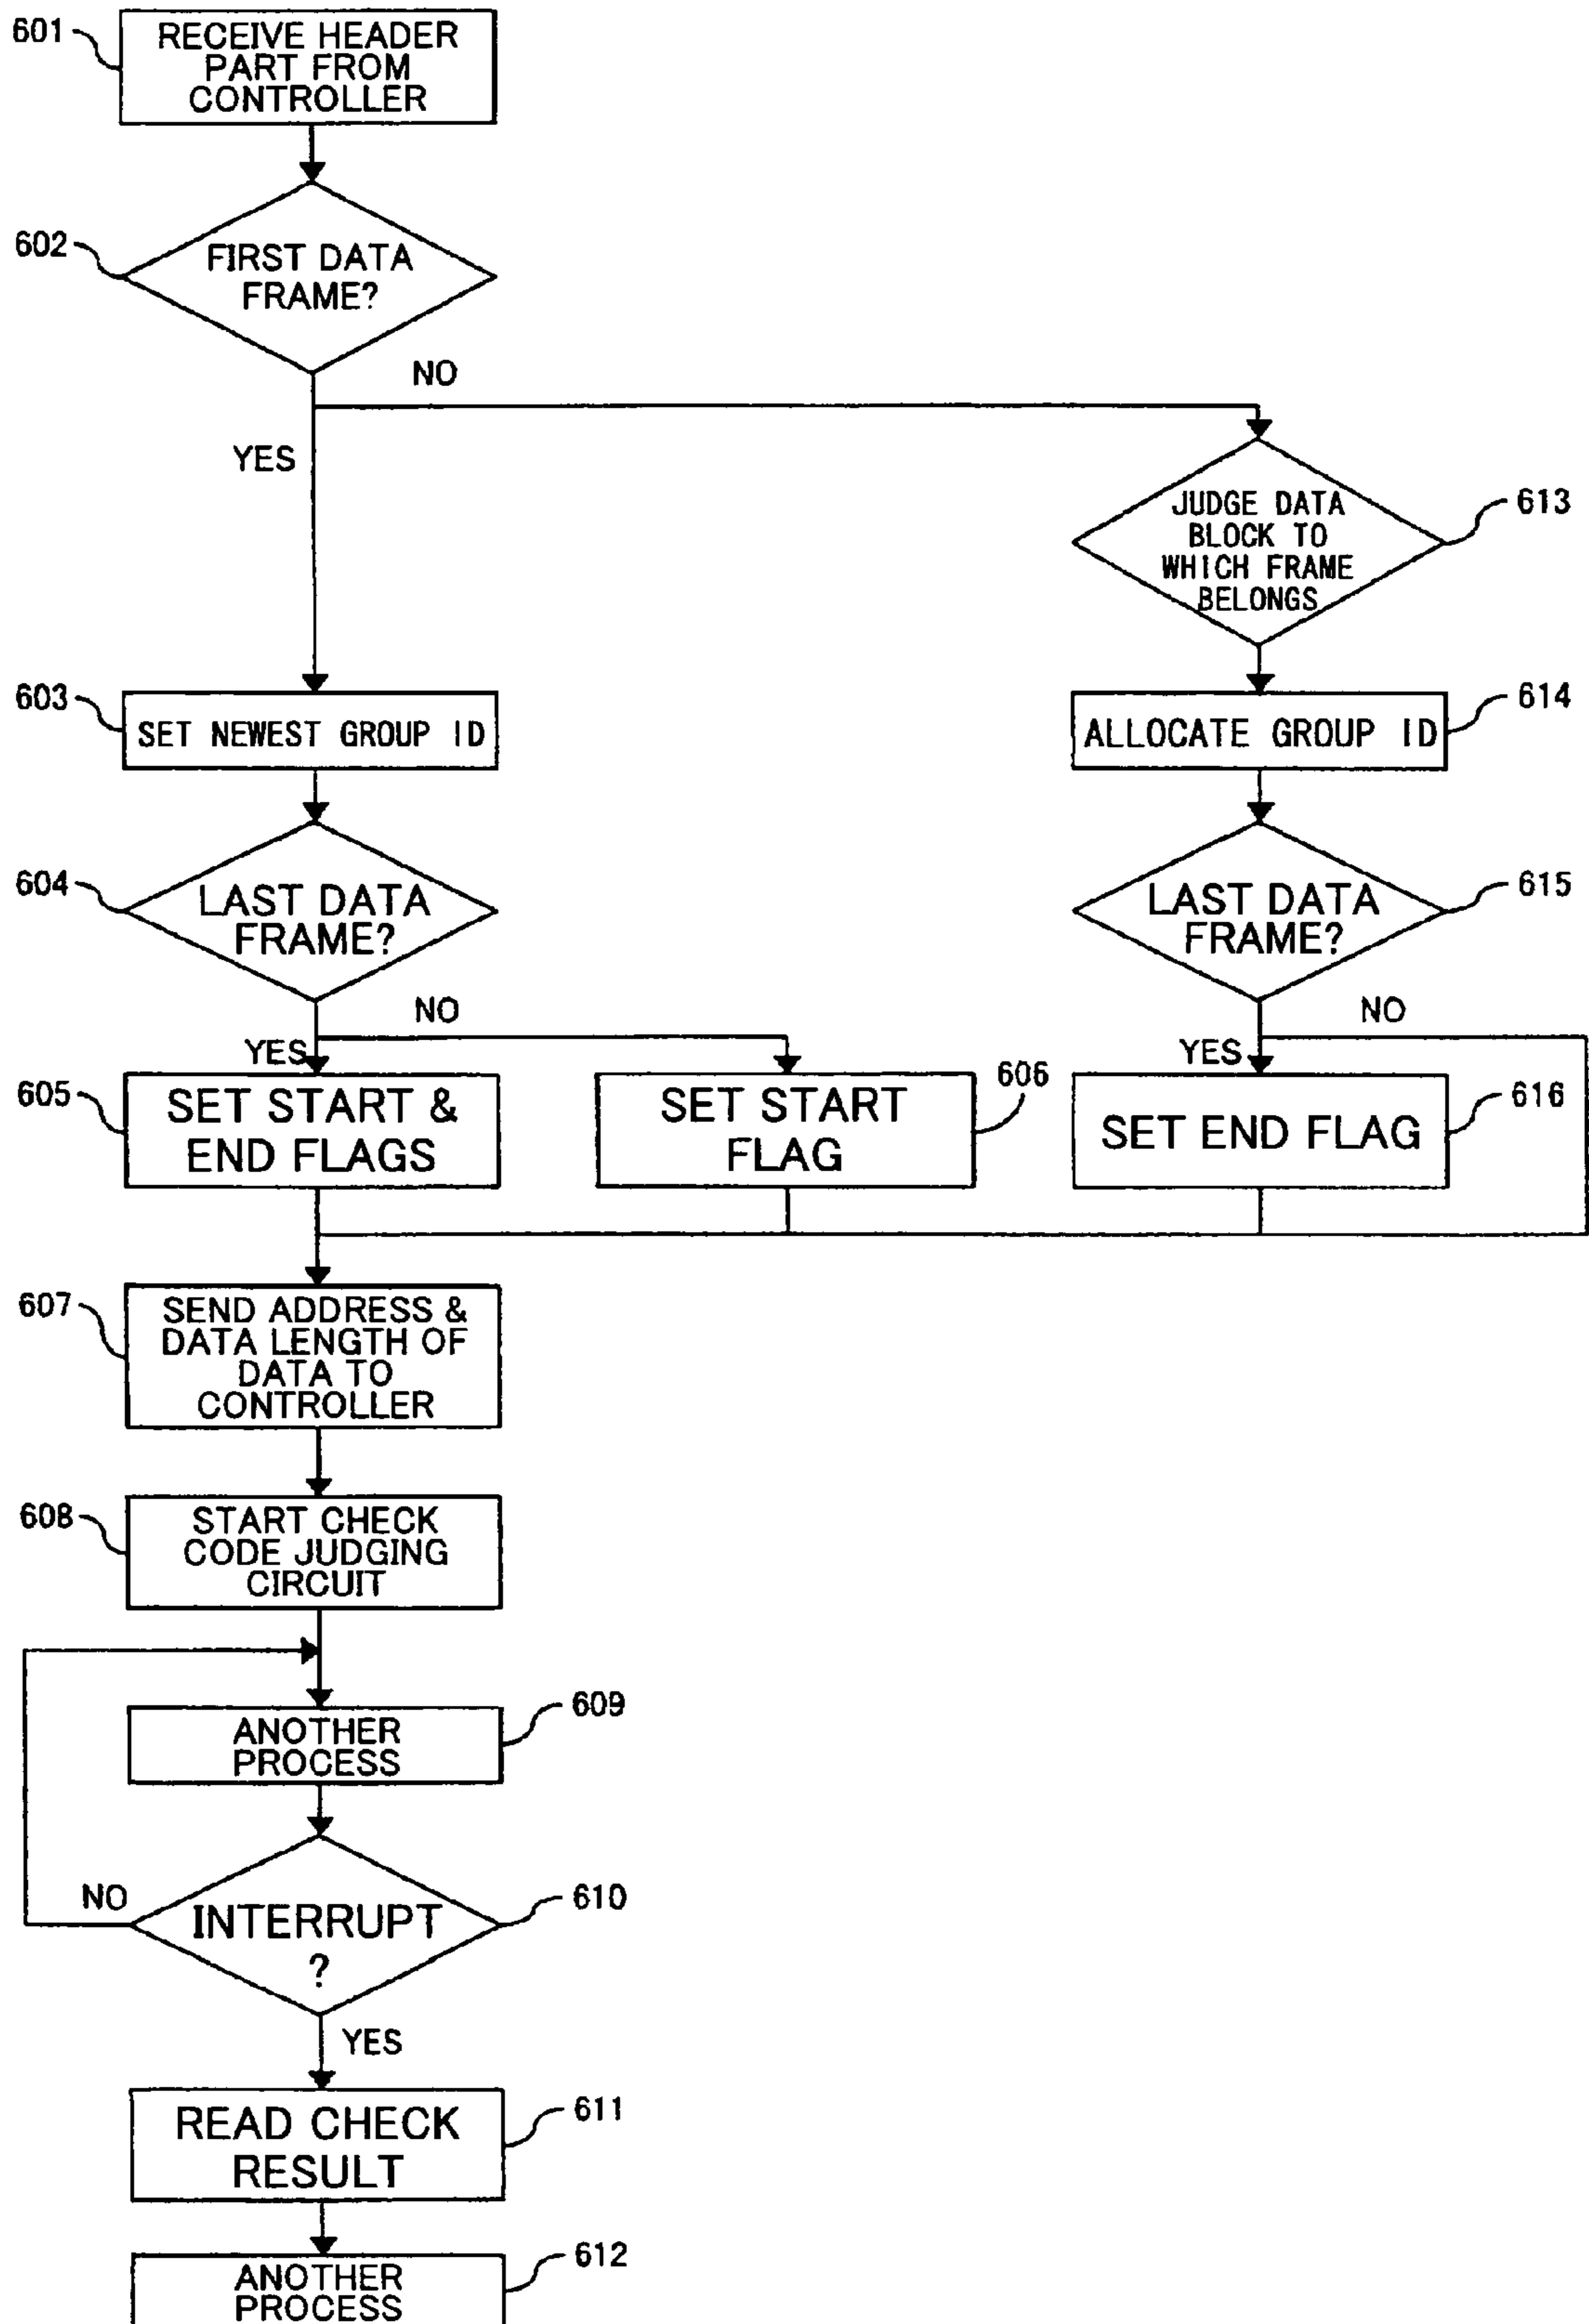 601
RECEIVE HEADER
PART FROM
CONTROLLER
602
FIRST DATA
FRAME?
NO
YES
JUDGE DATA
BLOCK TO
WHICH FRAME
BELONGS
613
603
SET NEWEST GROUP ID
ALLOCATE GROUP ID
614
604
LAST DATA
FRAME?
LAST DATA
FRAME?
615
NO
YES
NO
YES
605
SET START &
END FLAGS
SET START
FLAG
606
SET END FLAG
616
607
SEND ADDRESS &
DATA LENGTH OF
DATA TO
CONTROLLER
608
START CHECK
CODE JUDGING
CIRCUIT
609
ANOTHER
PROCESS
NO
INTERRUPT
?
610
YES
READ CHECK
RESULT
611
ANOTHER
PROCESS
612